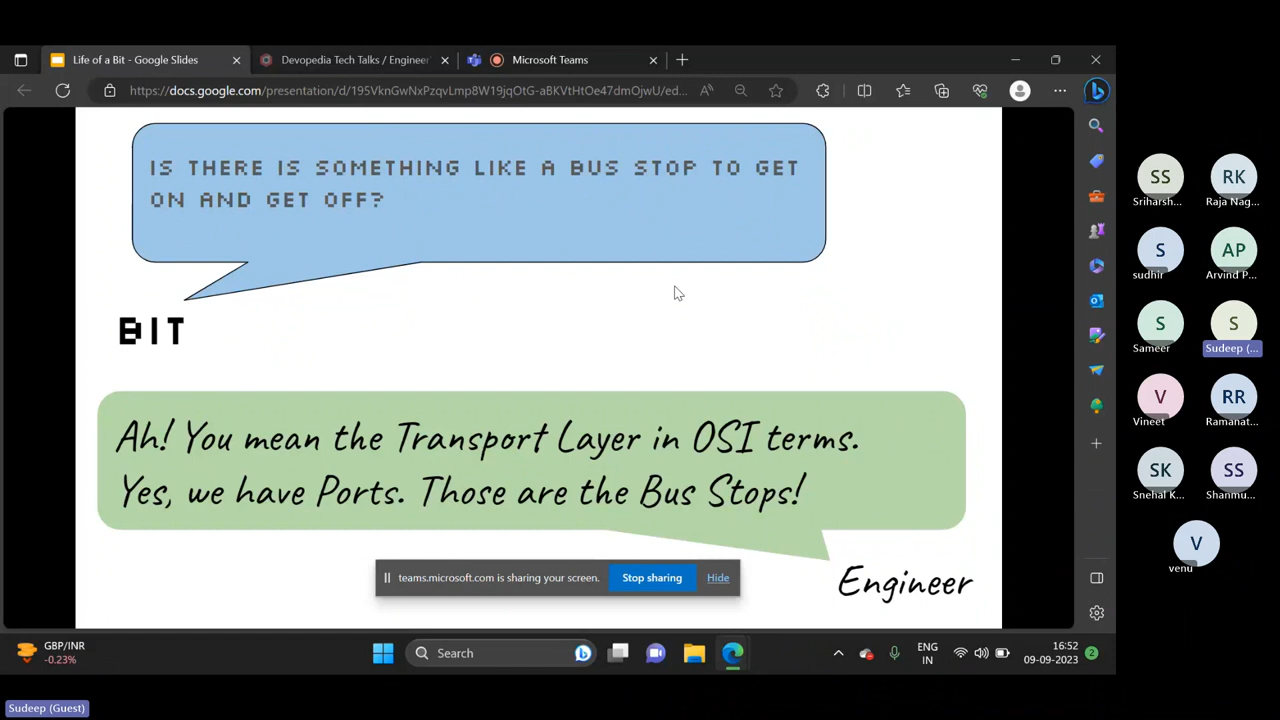 Life of a Bit - Google Slides
Devopedia Tech Talks / Engineer
Microsoft Teams
https://docs.google.com/presentation/d/195VknGwNxPzqvLmp8W19jqOtG-aBKVtHtOe47dmOjwU/ed...
IS THERE IS SOMETHING LIKE A BUS STOP TO GET
ON AND GET OFF?
BIT
Ah! You mean the Transport Layer in OSI terms.
Yes, we have Ports. Those are the Bus Stops!
Engineer
teams.microsoft.com is sharing your screen.
Stop sharing
Hide
SS
RK
Sriharsh...
Raja Nag...
S
AP
sudhir
Arvind P...
S
S
Sameer
Sudeep (...
V
RR
Vineet
Ramanat...
SK
SS
Snehal K...
Shanmu...
V
venu
GBP/INR
-0.23%
Search
ENG
IN
16:52
09-09-2023
2
Sudeep (Guest)